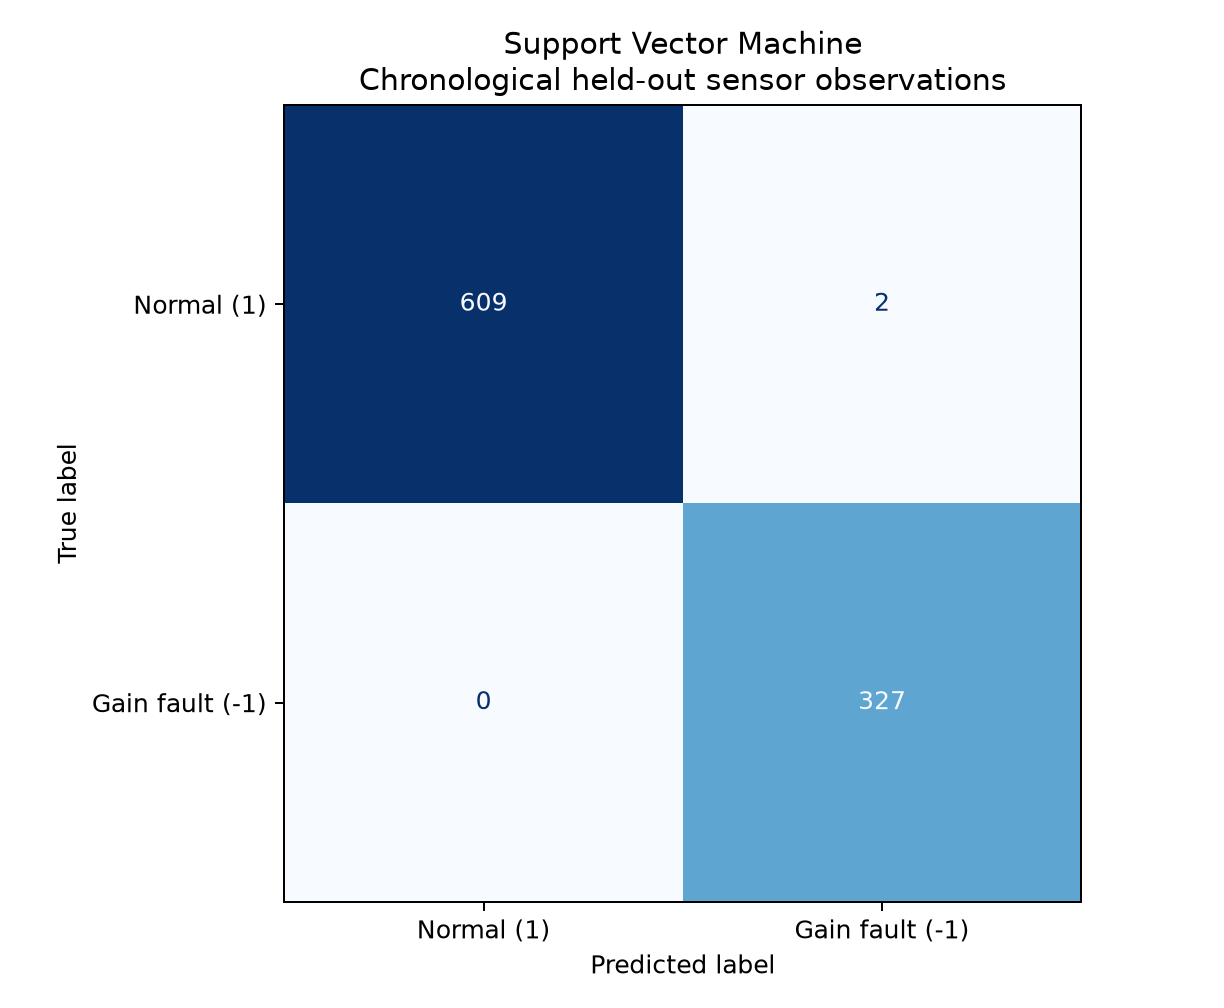 Support Vector Machine
Chronological held-out sensor observations
Normal (1)
609
2
True label
Gain fault (-1)
0
327
Normal (1)
Gain fault (-1)
Predicted label